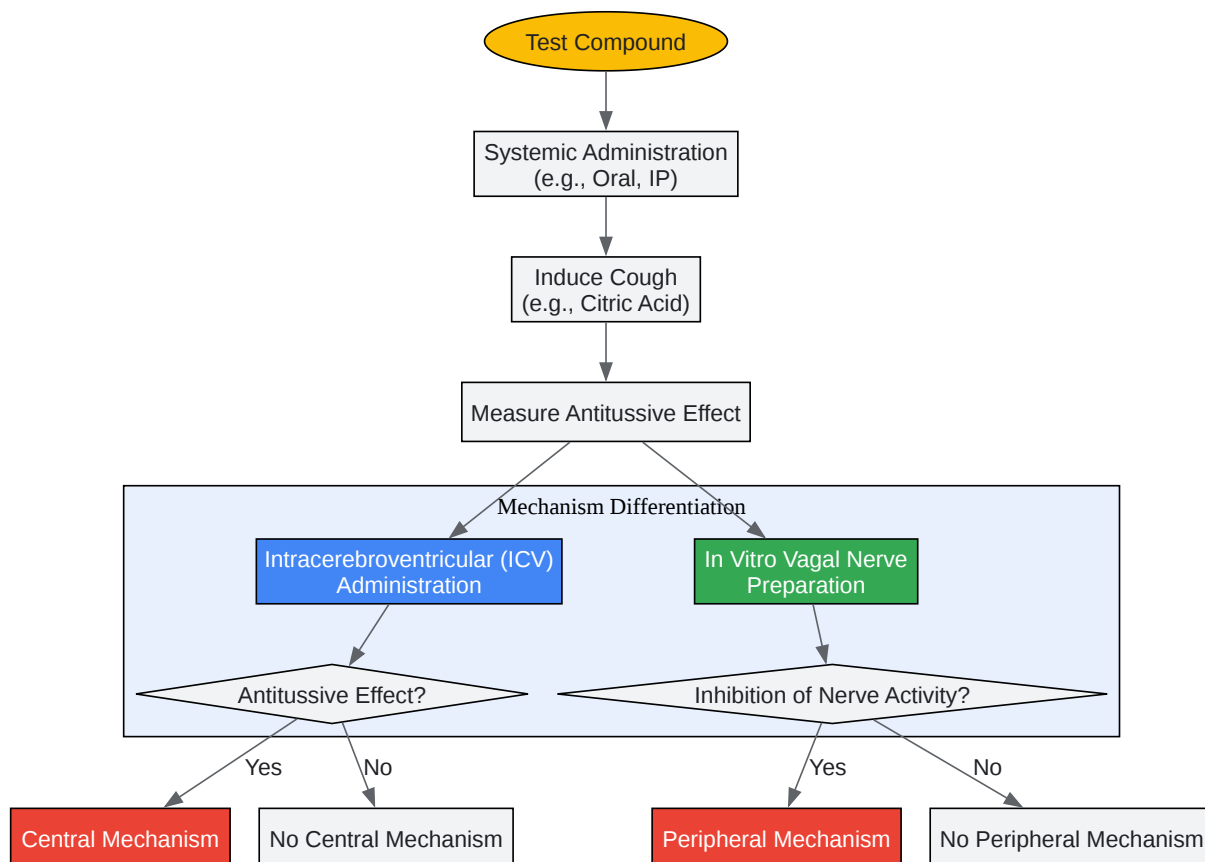 Test Compound
Systemic Administration
(e.g., Oral, IP)
Induce Cough
(e.g., Citric Acid)
Measure Antitussive Effect
Mechanism Differentiation
Intracerebroventricular (ICV)
Administration
In Vitro Vagal Nerve
Preparation
Antitussive Effect?
Inhibition of Nerve Activity?
Yes
No
Yes
No
Central Mechanism
No Central Mechanism
Peripheral Mechanism
No Peripheral Mechanism